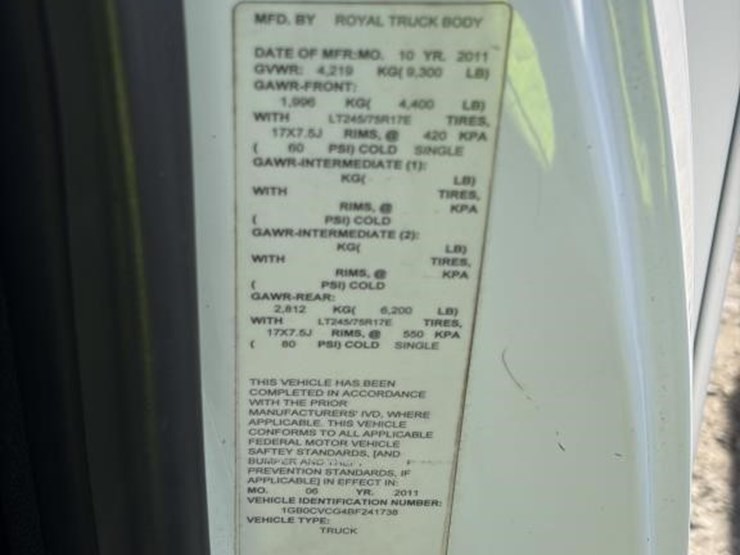 MFD. BY ROYAL TRUCK BODY
DATE OF MFR:MO. 10 YR. 2011
GVWR: 4,219 KG( 9,300 LB)
GAWR-FRONT:
1,996 KG( 4,400 LB)
WITH LT245/75R17E TIRES,
17X7.5J RIMS, @ 420 KPA
( 60 PSI) COLD SINGLE
GAWR-INTERMEDIATE (1):
KG( LB)
WITH TIRES,
RIMS, @ KPA
( PSI) COLD
GAWR-INTERMEDIATE (2):
KG( LB)
WITH TIRES,
RIMS, @ KPA
( PSI) COLD
GAWR-REAR:
2,812 KG( 6,200 LB)
WITH LT245/75R17E TIRES,
17X7.5J RIMS, @ 550 KPA
( 80 PSI) COLD SINGLE
THIS VEHICLE HAS BEEN
COMPLETED IN ACCORDANCE
WITH THE PRIOR
MANUFACTURERS' IVD, WHERE
APPLICABLE. THIS VEHICLE
CONFORMS TO ALL APPLICABLE
FEDERAL MOTOR VEHICLE
SAFTEY STANDARDS, [AND
BUMPER AND THEFT
PREVENTION STANDARDS, IF
APPLICABLE] IN EFFECT IN:
MO. 06 YR. 2011
VEHICLE IDENTIFICATION NUMBER:
1GB0CVCG4BF241738
VEHICLE TYPE:
TRUCK